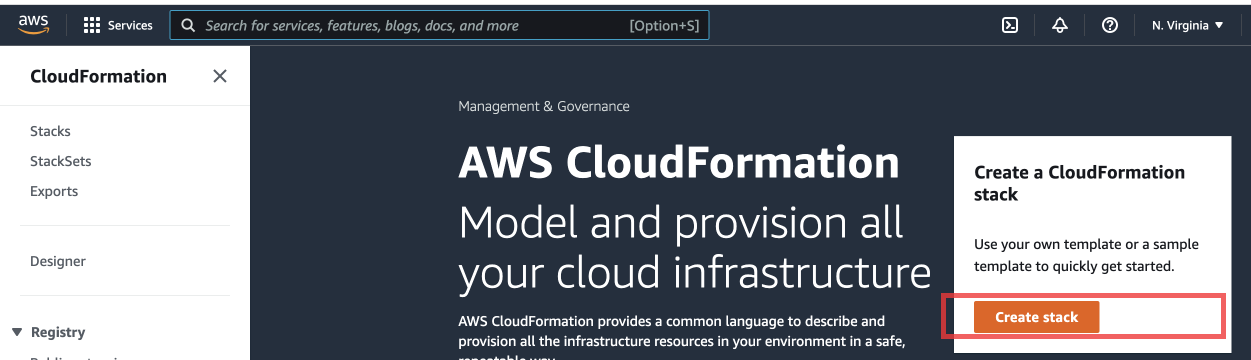 aws
Services
Search for services, features, blogs, docs, and more
[Option+S]
N. Virginia
CloudFormation
Stacks
StackSets
Exports
Designer
Registry
Management & Governance
AWS CloudFormation
Model and provision all
your cloud infrastructure
AWS CloudFormation provides a common language to describe and
provision all the infrastructure resources in your environment in a safe,
repeatable way.
Create a CloudFormation
stack
Use your own template or a sample
template to quickly get started.
Create stack